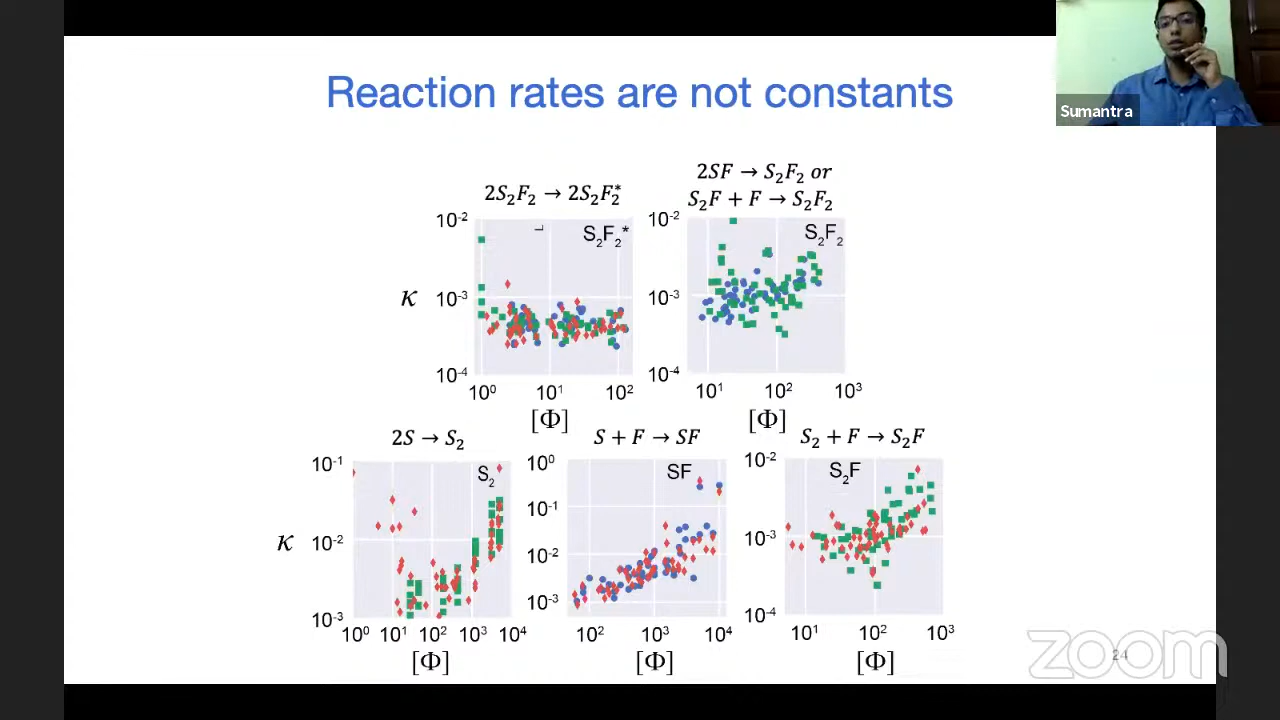 Reaction rates are not constants
Sumantra
2S₂F₂ → 2S₂F₂*
2SF → S₂F₂ or
S₂F + F → S₂F₂
κ
10⁻²
10⁻³
10⁻⁴
S₂F₂*
10⁰ 10¹ 10²
[Φ]
10⁻²
10⁻³
10⁻⁴
S₂F₂
10¹ 10² 10³
[Φ]
2S → S₂
κ
10⁻¹
10⁻²
10⁻³
S₂
10⁰ 10¹ 10² 10³ 10⁴
[Φ]
S + F → SF
10⁰
10⁻¹
10⁻²
10⁻³
SF
10² 10³ 10⁴
[Φ]
S₂ + F → S₂F
10⁻²
10⁻³
10⁻⁴
S₂F
10¹ 10² 10³
[Φ]
24
zoom